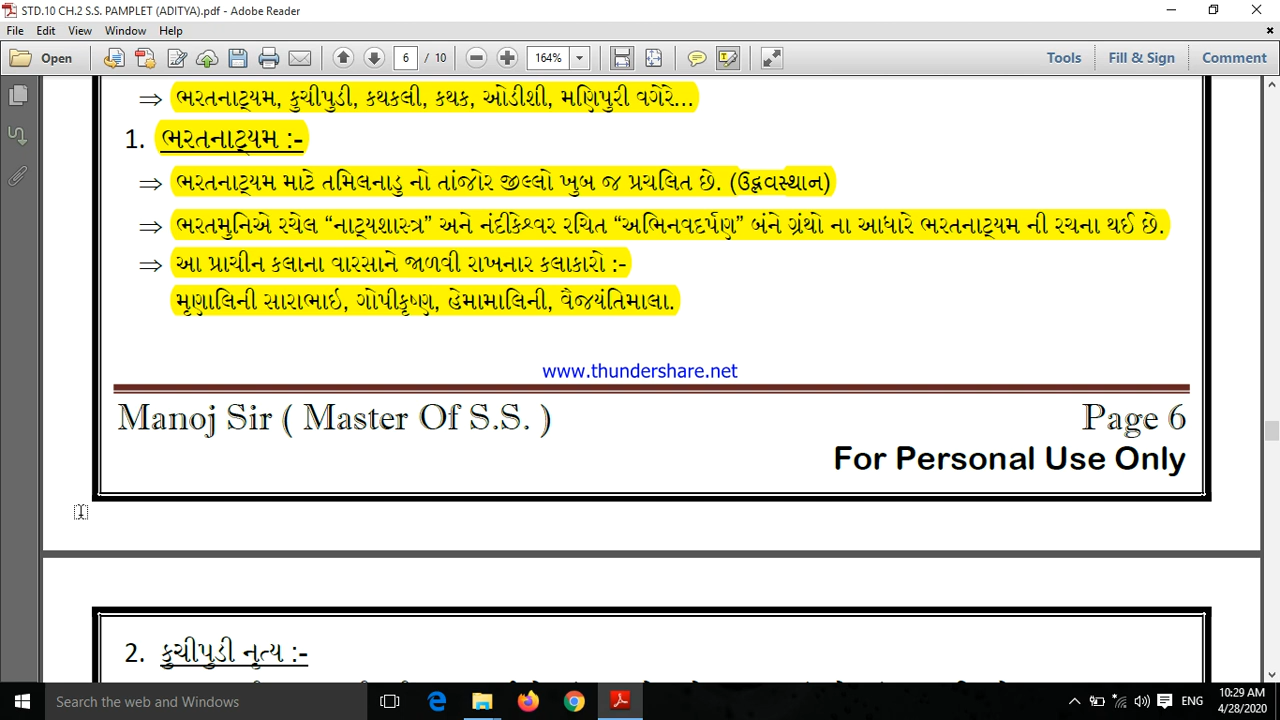 STD.10 CH.2 S.S. PAMPLET (ADITYA).pdf - Adobe Reader
File Edit View Window Help
Open 6 / 10 164% Tools Fill & Sign Comment
⇒ ભરતનાટ્યમ, કુચીપુડી, કથકલી, કથક, ઓડીશી, મણિપુરી વગેરે...
1. ભરતનાટ્યમ :-
⇒ ભરતનાટ્યમ માટે તમિલનાડુ નો તાંજોર જીલ્લો ખુબ જ પ્રચલિત છે. (ઉદ્ભવસ્થાન)
⇒ ભરતમુનિએ રચેલ “નાટ્યશાસ્ત્ર” અને નંદીકેશ્વર રચિત “અભિનવદર્પણ” બંને ગ્રંથો ના આધારે ભરતનાટ્યમ ની રચના થઈ છે.
⇒ આ પ્રાચીન કલાના વારસાને જાળવી રાખનાર કલાકારો :-
મૃણાલિની સારાભાઇ, ગોપીકૃષ્ણ, હેમામાલિની, વૈજયંતિમાલા.
www.thundershare.net
Manoj Sir ( Master Of S.S. ) Page 6
For Personal Use Only
2. કુચીપુડી નૃત્ય :-
Search the web and Windows
ENG 10:29 AM
4/28/2020